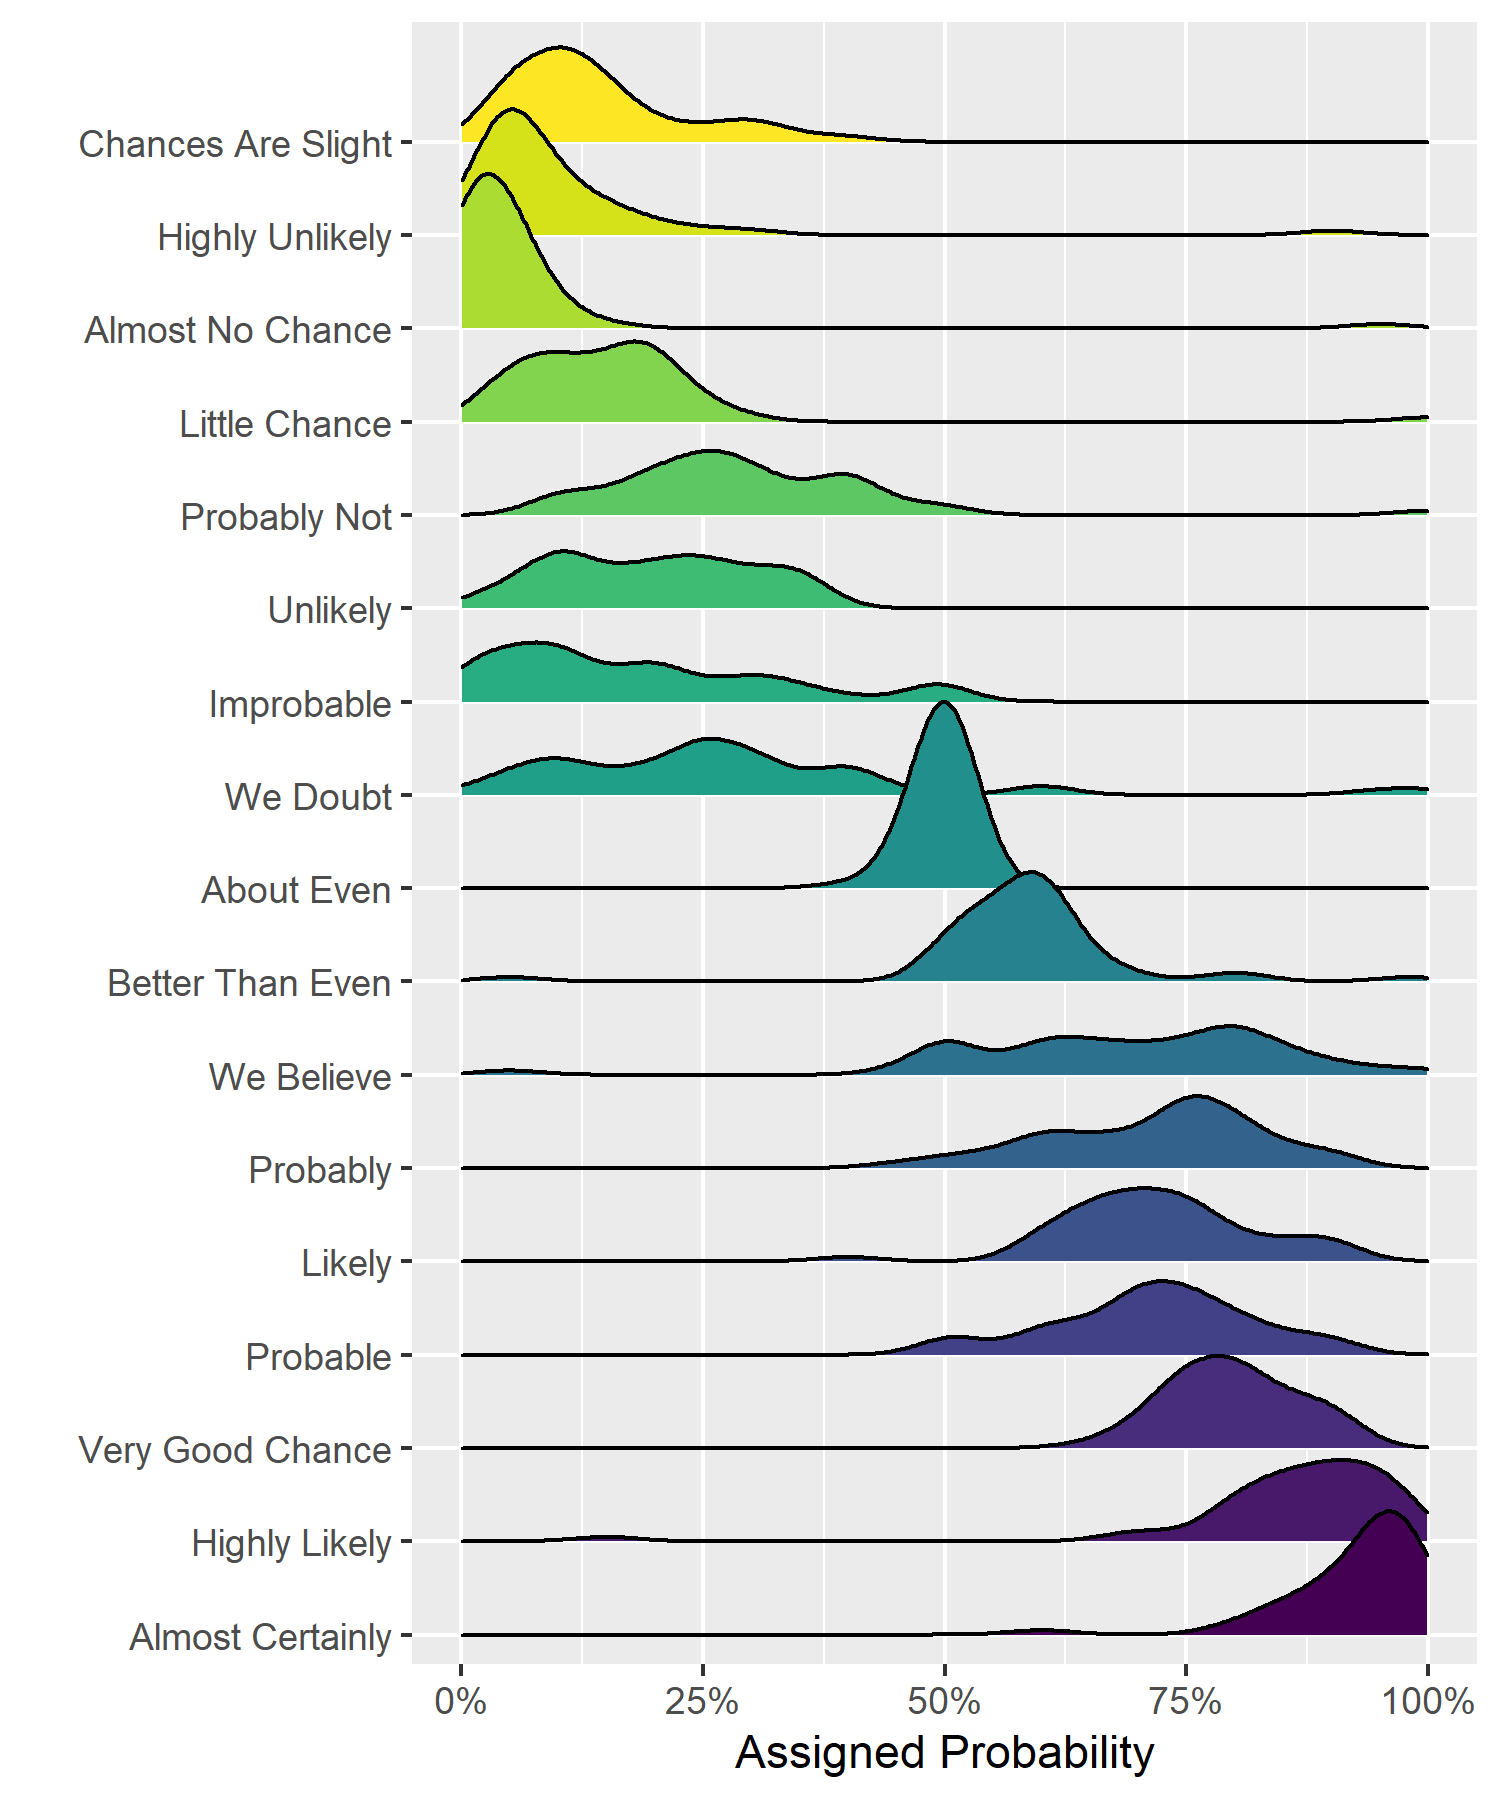 Chances Are Slight
Highly Unlikely
Almost No Chance
Little Chance
Probably Not
Unlikely
Improbable
We Doubt
About Even
Better Than Even
We Believe
Probably
Likely
Probable
Very Good Chance
Highly Likely
Almost Certainly
0% 25% 50% 75% 100%
Assigned Probability